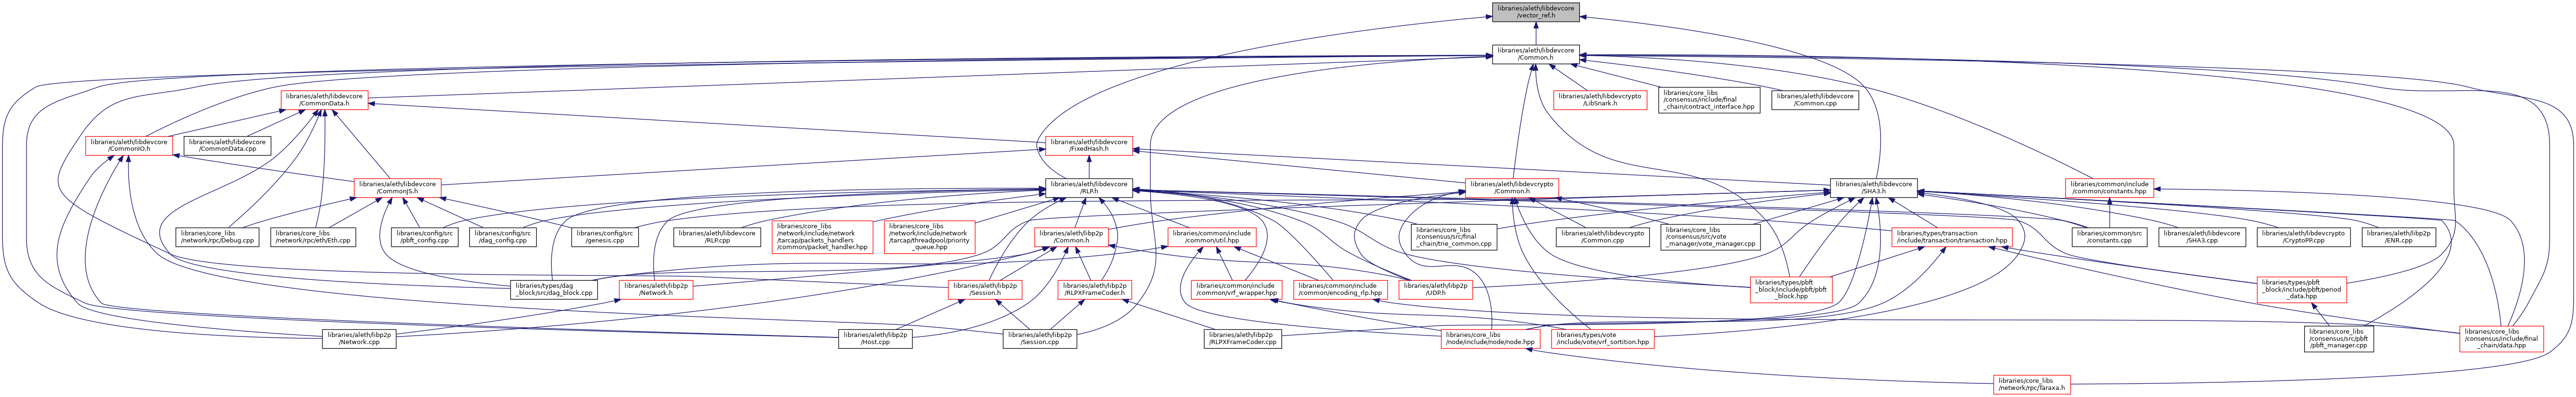 libraries/aleth/libdevcore
/vector_ref.h
libraries/aleth/libdevcore
/Common.h
libraries/aleth/libdevcore
/CommonData.h
libraries/aleth/libdevcrypto
/LibSnark.h
libraries/core_libs
/consensus/include/final
_chain/contract_interface.hpp
libraries/aleth/libdevcore
/Common.cpp
libraries/aleth/libdevcore
/CommonIO.h
libraries/aleth/libdevcore
/CommonData.cpp
libraries/aleth/libdevcore
/FixedHash.h
libraries/aleth/libdevcore
/CommonJS.h
libraries/aleth/libdevcore
/RLP.h
libraries/aleth/libdevcrypto
/Common.h
libraries/aleth/libdevcore
/SHA3.h
libraries/common/include
/common/constants.hpp
libraries/core_libs
/network/rpc/Debug.cpp
libraries/core_libs
/network/rpc/eth/Eth.cpp
libraries/config/src
/pbft_config.cpp
libraries/config/src
/dag_config.cpp
libraries/config/src
/genesis.cpp
libraries/aleth/libdevcore
/RLP.cpp
libraries/core_libs
/network/include/network
/tarcap/packets_handlers
/common/packet_handler.hpp
libraries/core_libs
/network/include/network
/tarcap/threadpool/priority
_queue.hpp
libraries/aleth/libp2p
/Common.h
libraries/common/include
/common/util.hpp
libraries/core_libs
/consensus/src/final
_chain/trie_common.cpp
libraries/aleth/libdevcrypto
/Common.cpp
libraries/core_libs
/consensus/src/vote
_manager/vote_manager.cpp
libraries/types/transaction
/include/transaction/transaction.hpp
libraries/common/src
/constants.cpp
libraries/aleth/libdevcore
/SHA3.cpp
libraries/aleth/libdevcrypto
/CryptoPP.cpp
libraries/aleth/libp2p
/ENR.cpp
libraries/types/dag
_block/src/dag_block.cpp
libraries/aleth/libp2p
/Network.h
libraries/aleth/libp2p
/Session.h
libraries/aleth/libp2p
/RLPXFrameCoder.h
libraries/common/include
/common/vrf_wrapper.hpp
libraries/common/include
/common/encoding_rlp.hpp
libraries/aleth/libp2p
/UDP.h
libraries/types/pbft
_block/include/pbft/pbft
_block.hpp
libraries/types/pbft
_block/include/pbft/period
_data.hpp
libraries/aleth/libp2p
/Network.cpp
libraries/aleth/libp2p
/Host.cpp
libraries/aleth/libp2p
/Session.cpp
libraries/aleth/libp2p
/RLPXFrameCoder.cpp
libraries/core_libs
/node/include/node/node.hpp
libraries/types/vote
/include/vote/vrf_sortition.hpp
libraries/core_libs
/consensus/src/pbft
/pbft_manager.cpp
libraries/core_libs
/consensus/include/final
_chain/data.hpp
libraries/core_libs
/network/rpc/Taraxa.h